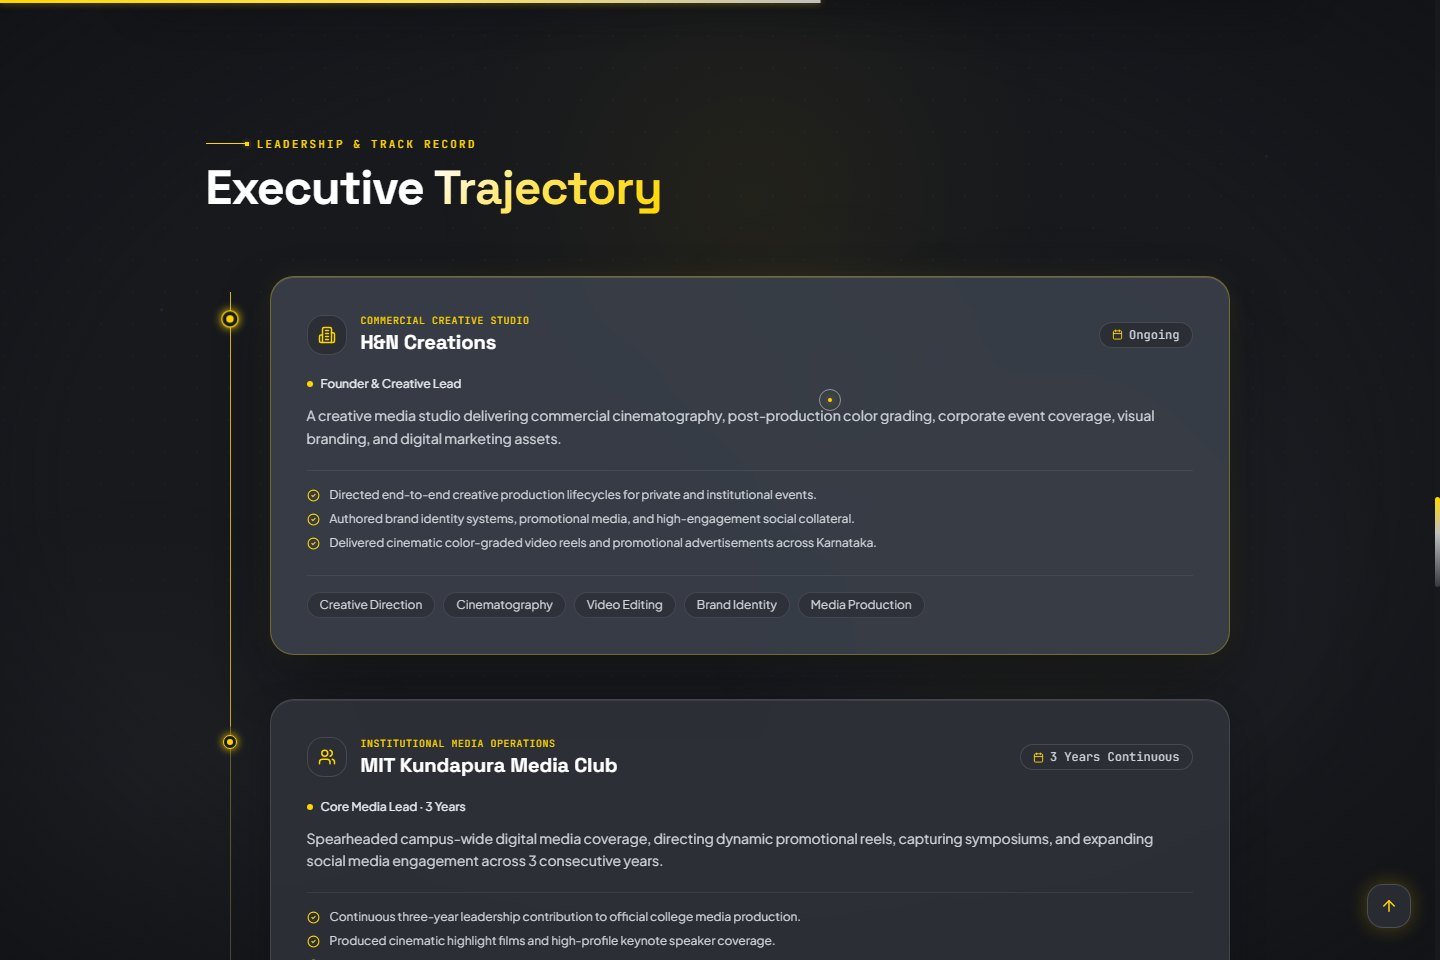 LEADERSHIP & TRACK RECORD
Executive Trajectory
COMMERCIAL CREATIVE STUDIO
H&N Creations
Ongoing
Founder & Creative Lead
A creative media studio delivering commercial cinematography, post-production color grading, corporate event coverage, visual
branding, and digital marketing assets.
Directed end-to-end creative production lifecycles for private and institutional events.
Authored brand identity systems, promotional media, and high-engagement social collateral.
Delivered cinematic color-graded video reels and promotional advertisements across Karnataka.
Creative Direction
Cinematography
Video Editing
Brand Identity
Media Production
INSTITUTIONAL MEDIA OPERATIONS
MIT Kundapura Media Club
3 Years Continuous
Core Media Lead · 3 Years
Spearheaded campus-wide digital media coverage, directing dynamic promotional reels, capturing symposiums, and expanding
social media engagement across 3 consecutive years.
Continuous three-year leadership contribution to official college media production.
Produced cinematic highlight films and high-profile keynote speaker coverage.